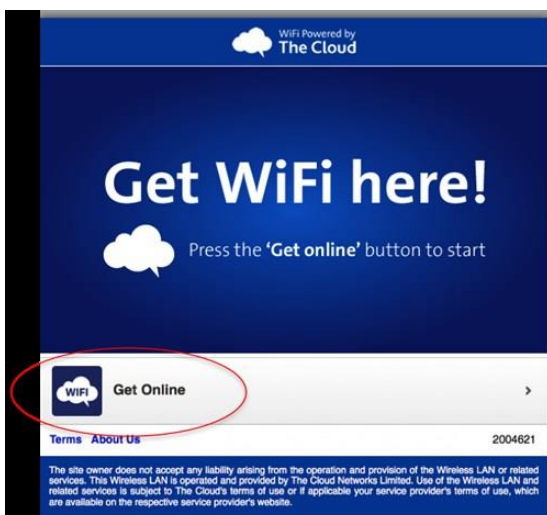 WiFi Powered by
The Cloud
Get WiFi here!
Press the 'Get online' button to start
WIFI Get Online >
Terms About Us 2004621
The site owner does not accept any liability arising from the operation and provision of the Wireless LAN or related
services. This Wireless LAN is operated and provided by The Cloud Networks Limited. Use of the Wireless LAN and
related services is subject to The Cloud's terms of use or if applicable your service provider's terms of use, which
are available on the respective service provider's website.